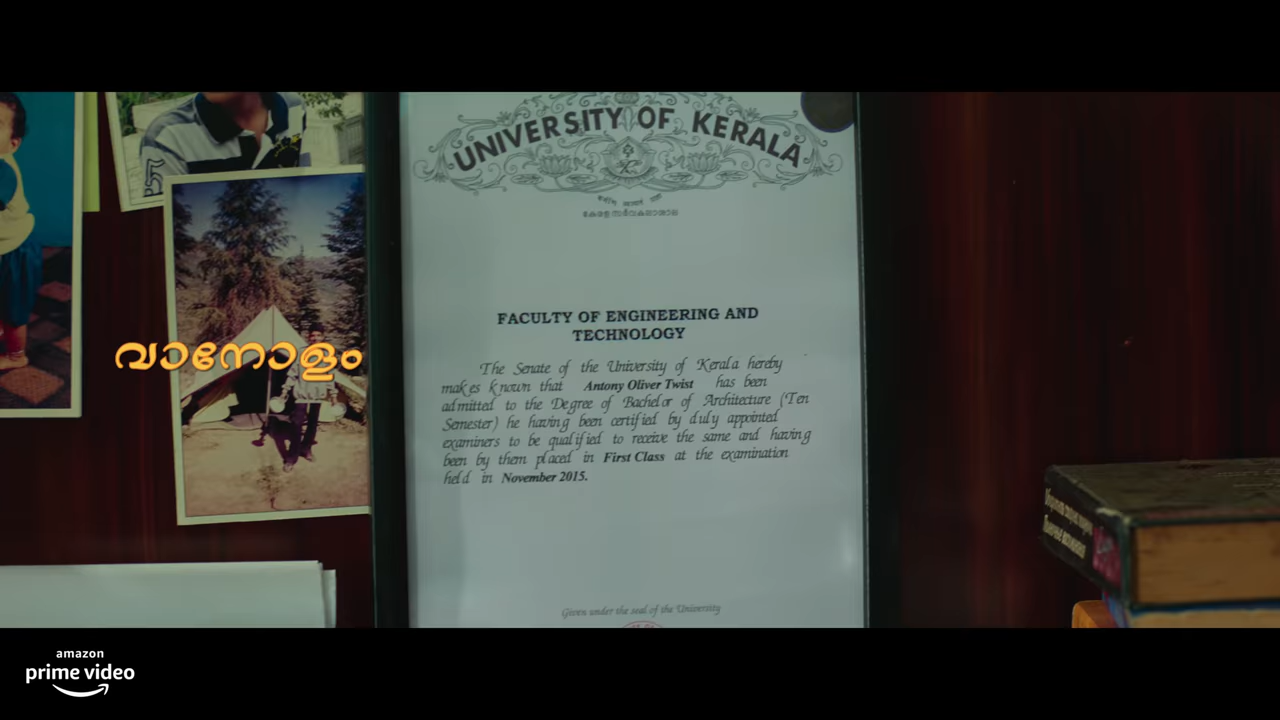 UNIVERSITY OF KERALA
കേരള സർവകലാശാല
FACULTY OF ENGINEERING AND
TECHNOLOGY
The Senate of the University of Kerala hereby
makes known that Antony Oliver Twist has been
admitted to the Degree of Bachelor of Architecture (Ten
Semester) he having been certified by duly appointed
examiners to be qualified to receive the same and having
been by them placed in First Class at the examination
held in November 2015.
Given under the seal of the University
വാനോളം
amazon
prime video